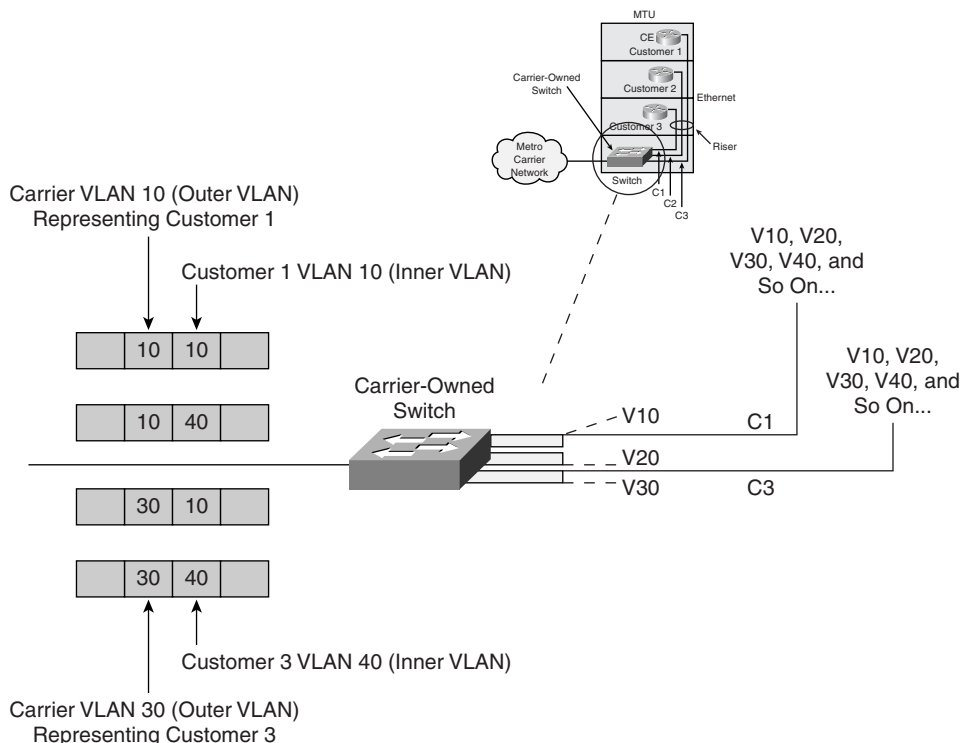 MTU
CE
Customer 1
Carrier-Owned
Switch
Customer 2
Ethernet
Customer 3
Metro
Carrier
Network
Riser
Switch
C1
C2
C3
Carrier VLAN 10 (Outer VLAN)
Representing Customer 1
Customer 1 VLAN 10 (Inner VLAN)
V10, V20,
V30, V40, and
So On...
10 10
V10, V20,
V30, V40, and
So On...
Carrier-Owned
Switch
10 40
V10 C1
V20
V30 C3
30 10
30 40
Customer 3 VLAN 40 (Inner VLAN)
Carrier VLAN 30 (Outer VLAN)
Representing Customer 3